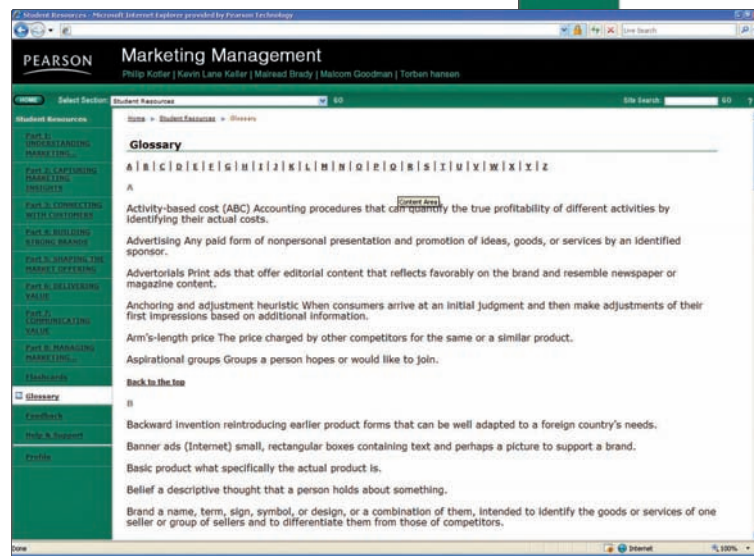 Student Resources - Microsoft Internet Explorer provided by Pearson Technology
Live Search
PEARSON
Marketing Management
Philip Kotler | Kevin Lane Keller | Mairead Brady | Malcom Goodman | Torben hansen
HOME Select Section: Student Resources GO Site Search: GO ?
Student Resources
Home Student Resources Glossary
Part 1:
UNDERSTANDING
MARKETING...
Part 2: CAPTURING
MARKETING
INSIGHTS
Part 3: CONNECTING
WITH CUSTOMERS
Part 4: BUILDING
STRONG BRANDS
Part 5: SHAPING THE
MARKET OFFERING
Part 6: DELIVERING
VALUE
Part 7:
COMMUNICATING
VALUE
Part 8: MANAGING
MARKETING...
Flashcards
Glossary
Feedback
Help & Support
Profile
Glossary
A | B | C | D | E | F | G | H | I | J | K | L | M | N | O | P | Q | R | S | T | U | V | W | X | Y | Z
A
Content Area
Activity-based cost (ABC) Accounting procedures that can quantify the true profitability of different activities by
identifying their actual costs.
Advertising Any paid form of nonpersonal presentation and promotion of ideas, goods, or services by an identified
sponsor.
Advertorials Print ads that offer editorial content that reflects favorably on the brand and resemble newspaper or
magazine content.
Anchoring and adjustment heuristic When consumers arrive at an initial judgment and then make adjustments of their
first impressions based on additional information.
Arm's-length price The price charged by other competitors for the same or a similar product.
Aspirational groups Groups a person hopes or would like to join.
Back to the top
B
Backward invention reintroducing earlier product forms that can be well adapted to a foreign country's needs.
Banner ads (Internet) small, rectangular boxes containing text and perhaps a picture to support a brand.
Basic product what specifically the actual product is.
Belief a descriptive thought that a person holds about something.
Brand a name, term, sign, symbol, or design, or a combination of them, intended to identify the goods or services of one
seller or group of sellers and to differentiate them from those of competitors.
Done Internet 100%